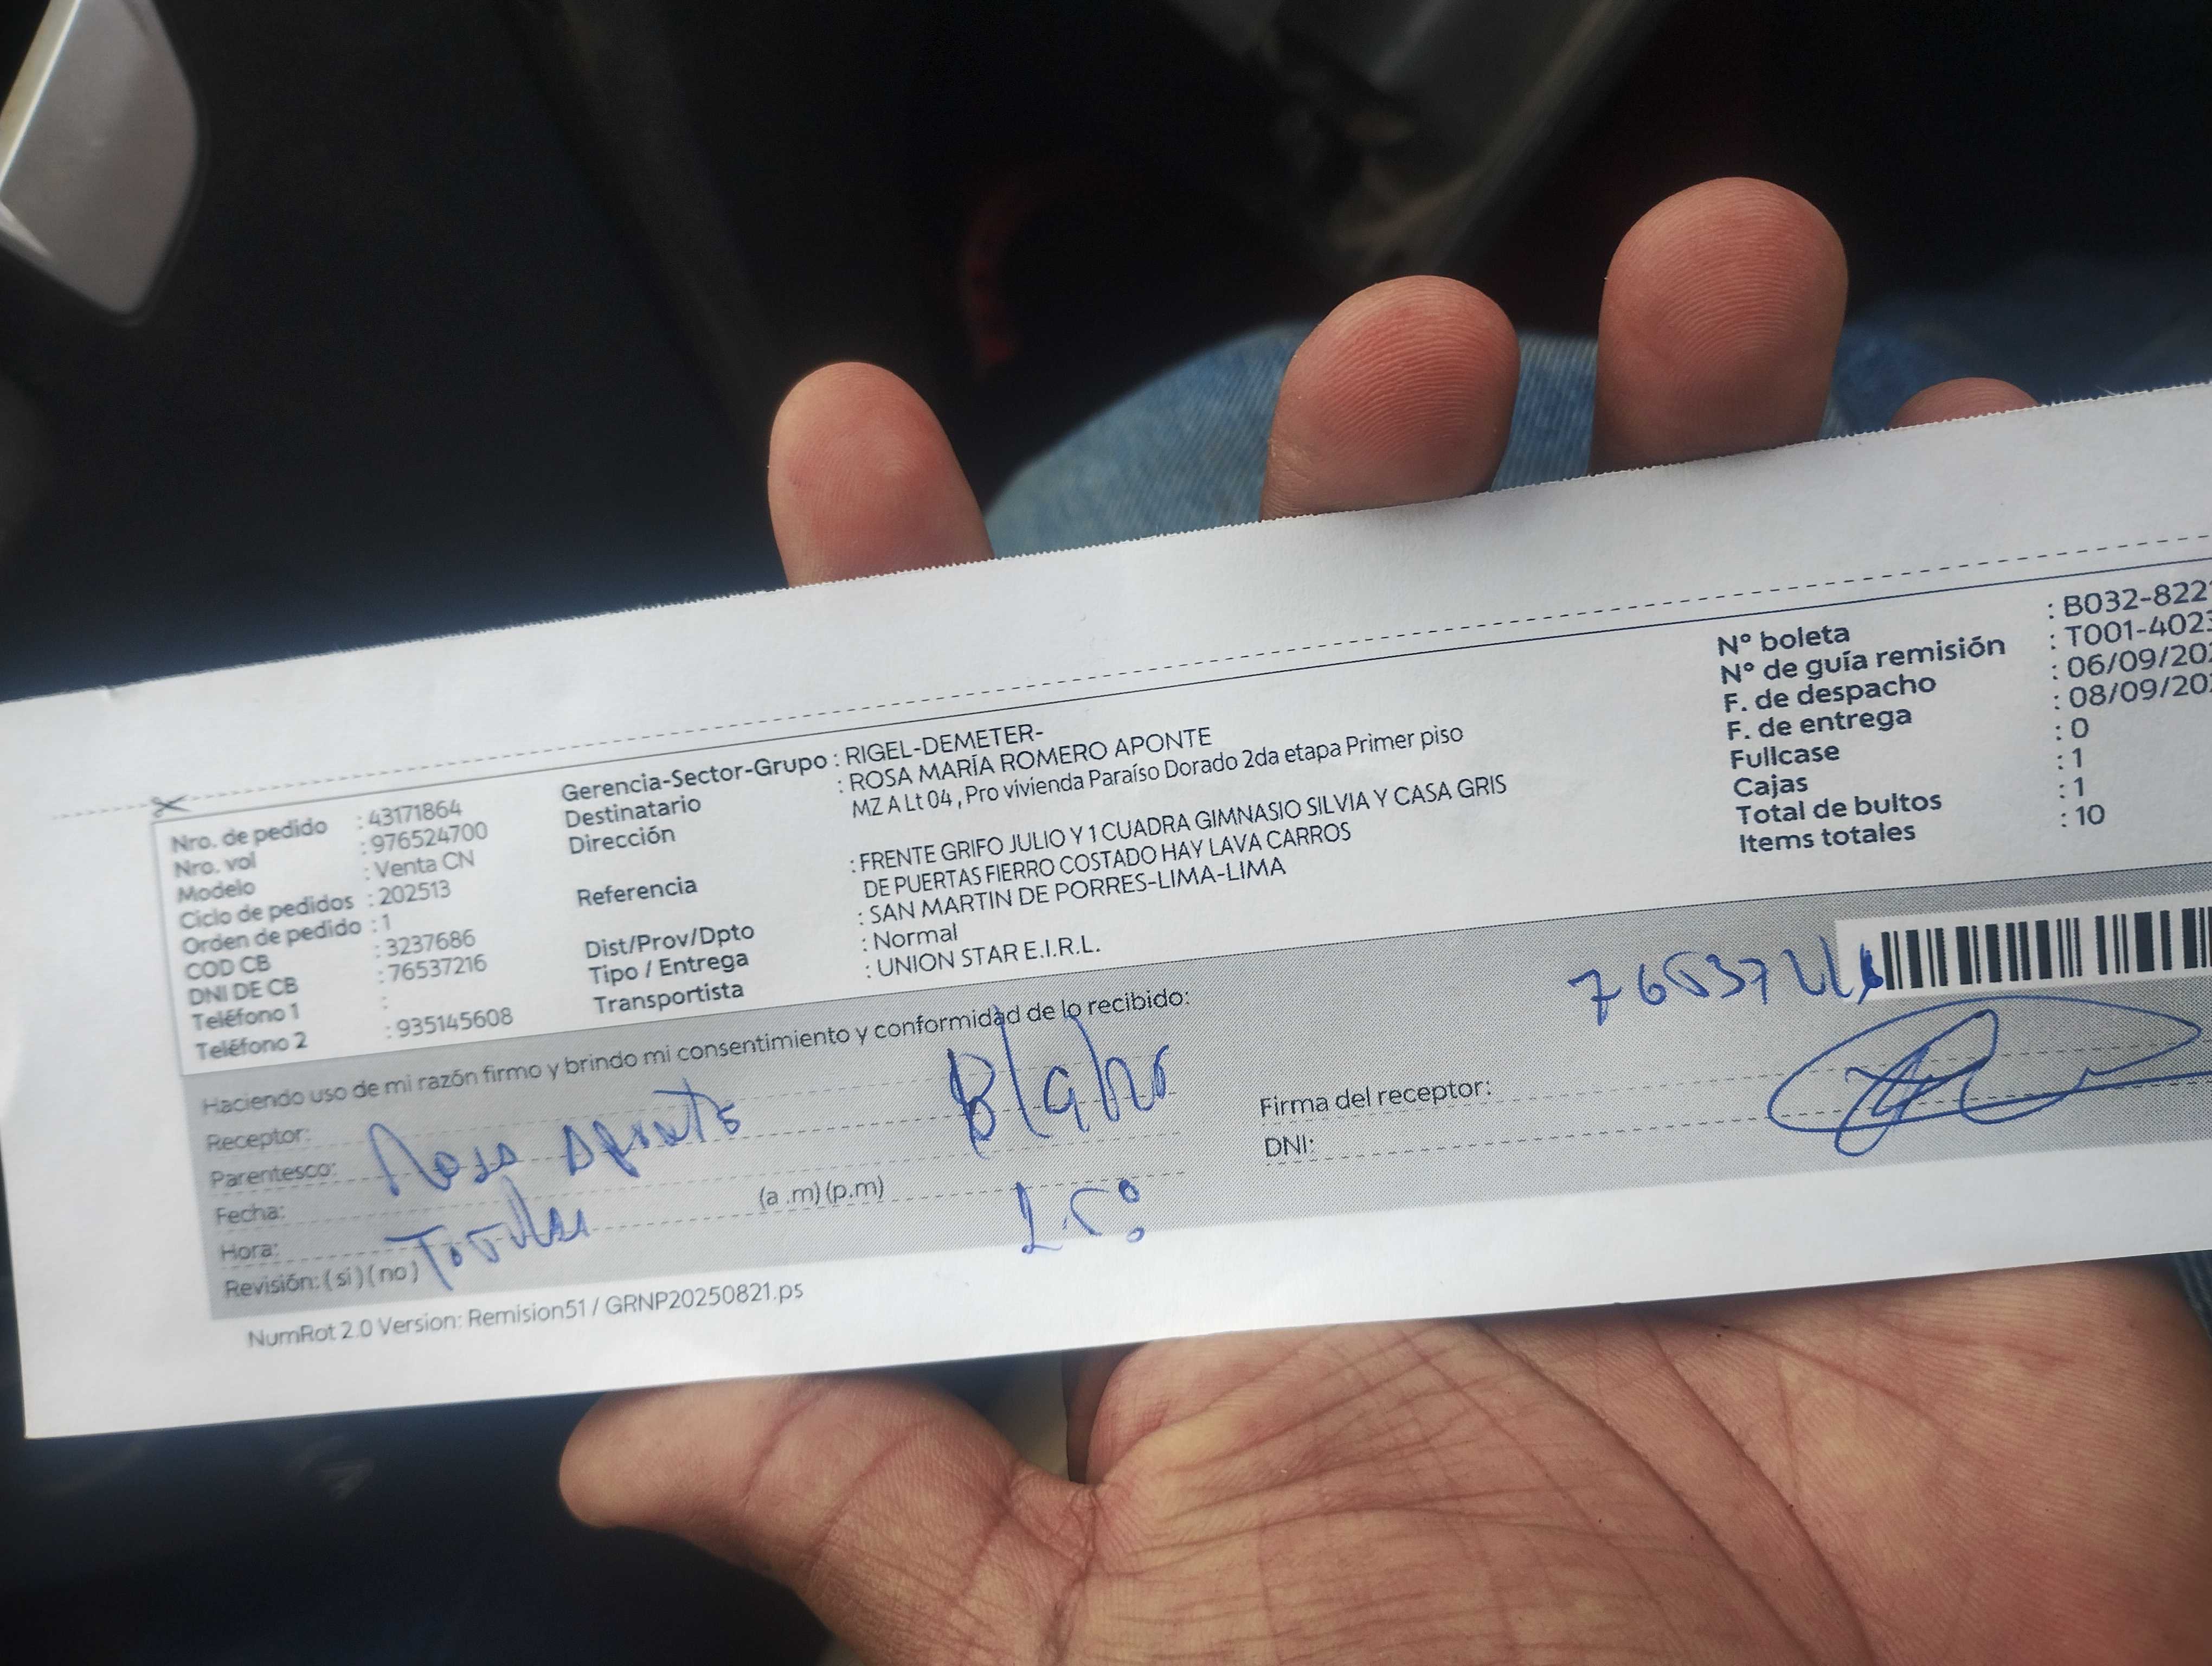 Nro. de pedido : 43171864
Nro. vol : 976524700
Modelo : Venta CN
Ciclo de pedidos : 202513
Orden de pedido : 1
COD CB : 3237686
DNI DE CB : 76537216
Teléfono 1 :
Teléfono 2 : 935145608
Gerencia-Sector-Grupo : RIGEL-DEMETER-
Destinatario : ROSA MARÍA ROMERO APONTE
Dirección MZ A Lt 04 , Pro vivienda Paraíso Dorado 2da etapa Primer piso
Referencia : FRENTE GRIFO JULIO Y 1 CUADRA GIMNASIO SILVIA Y CASA GRIS
DE PUERTAS FIERRO COSTADO HAY LAVA CARROS
Dist/Prov/Dpto : SAN MARTIN DE PORRES-LIMA-LIMA
Tipo / Entrega : Normal
Transportista : UNION STAR E.I.R.L.
N° boleta : B032-822
N° de guía remisión : T001-402
F. de despacho : 06/09/20
F. de entrega : 08/09/20
Fullcase : 0
Cajas : 1
Total de bultos : 1
Items totales : 10
Haciendo uso de mi razón firmo y brindo mi consentimiento y conformidad de lo recibido:
Receptor:
Parentesco: Rosa Aponte
Fecha:
Hora: (a .m) (p.m)
Revisión: ( si ) ( no )
Firma del receptor:
DNI:
NumRot 2.0 Version: Remision51 / GRNP20250821.ps